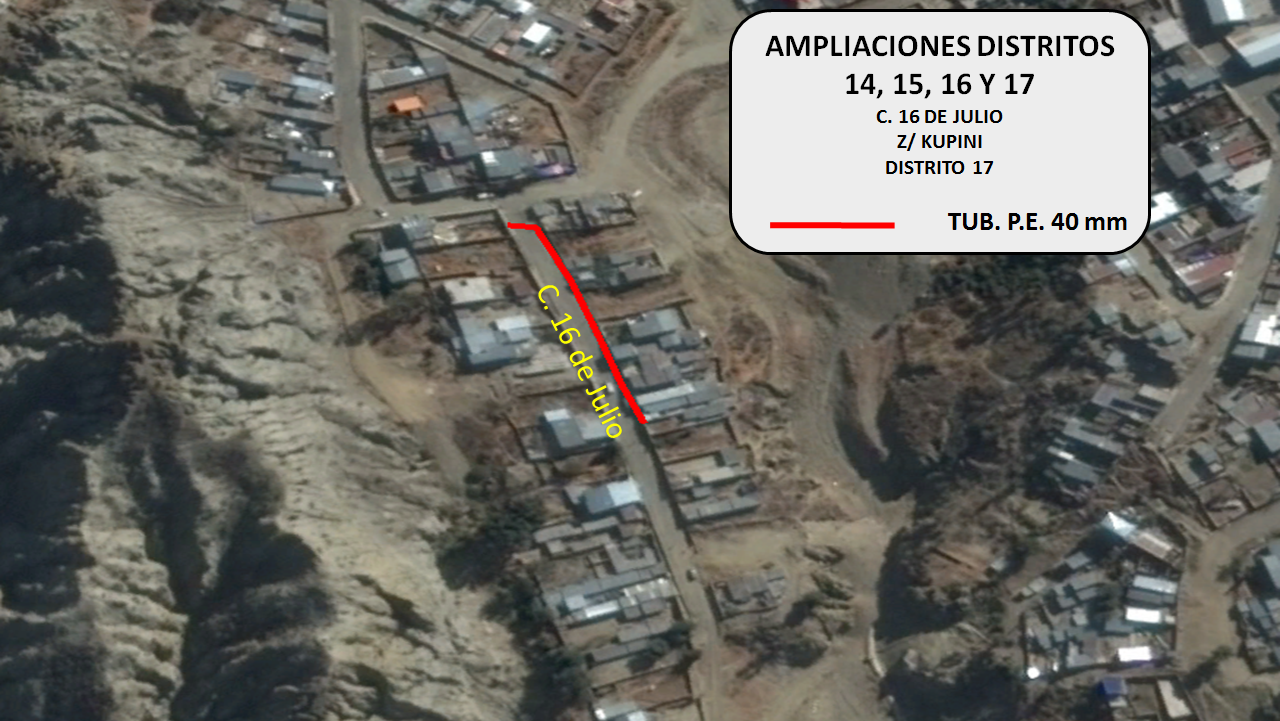 AMPLIACIONES DISTRITOS
14, 15, 16 Y 17
C. 16 DE JULIO
Z/ KUPINI
DISTRITO 17
TUB. P.E. 40 mm
C. 16 de Julio